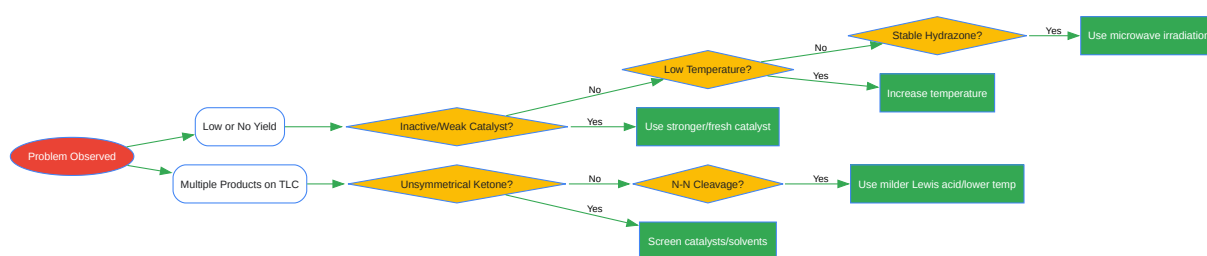 Stable Hydrazone?
Yes
Use microwave irradiation
No
Low Temperature?
Yes
Increase temperature
No
Low or No Yield
Inactive/Weak Catalyst?
Yes
Use stronger/fresh catalyst
Problem Observed
Multiple Products on TLC
Unsymmetrical Ketone?
No
N-N Cleavage?
Yes
Use milder Lewis acid/lower temp
Yes
Screen catalysts/solvents